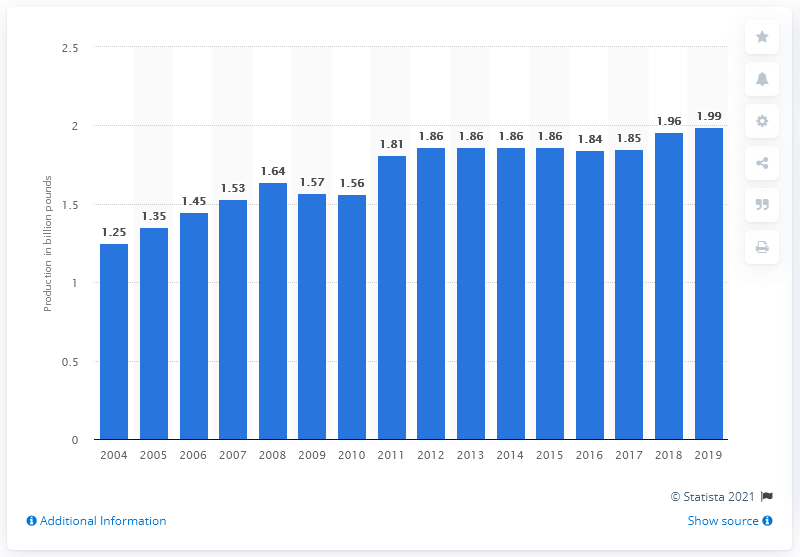 2.5
2
1.5
1
0.5
0
Production in billion pounds
1.25 1.35 1.45 1.53 1.64 1.57 1.56 1.81 1.86 1.86 1.86 1.86 1.84 1.85 1.96 1.99
2004 2005 2006 2007 2008 2009 2010 2011 2012 2013 2014 2015 2016 2017 2018 2019
© Statista 2021
Additional Information
Show source